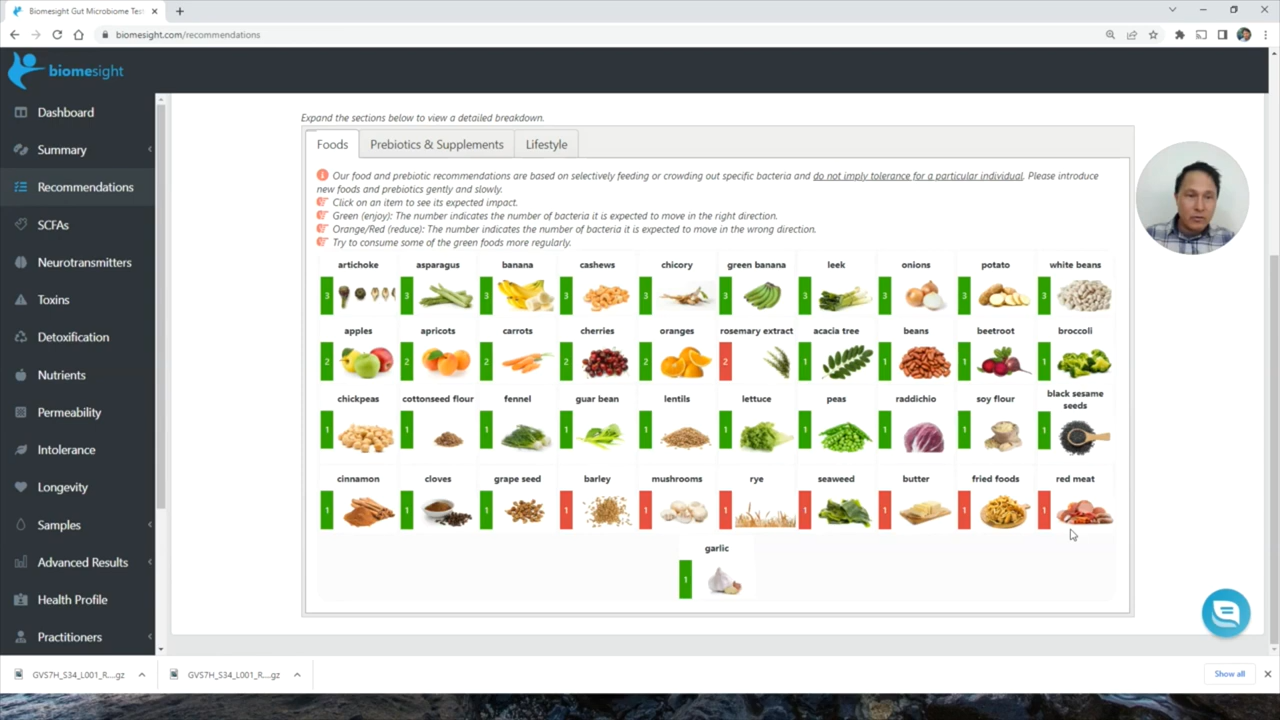 Biomesight Gut Microbiome Tes
biomesight.com/recommendations
biomesight
Dashboard
Summary
Recommendations
SCFAs
Neurotransmitters
Toxins
Detoxification
Nutrients
Permeability
Intolerance
Longevity
Samples
Advanced Results
Health Profile
Practitioners
Expand the sections below to view a detailed breakdown.
Foods Prebiotics & Supplements Lifestyle
Our food and prebiotic recommendations are based on selectively feeding or crowding out specific bacteria and do not imply tolerance for a particular individual. Please introduce
new foods and prebiotics gently and slowly.
Click on an item to see its expected impact.
Green (enjoy): The number indicates the number of bacteria it is expected to move in the right direction.
Orange/Red (reduce): The number indicates the number of bacteria it is expected to move in the wrong direction.
Try to consume some of the green foods more regularly.
artichoke asparagus banana cashews chicory green banana leek onions potato white beans
3 3 3 3 3 3 3 3 3 3
apples apricots carrots cherries oranges rosemary extract acacia tree beans beetroot broccoli
2 2 2 2 2 2 1 1 1 1
chickpeas cottonseed flour fennel guar bean lentils lettuce peas raddichio soy flour black sesame
seeds
1 1 1 1 1 1 1 1 1 1
cinnamon cloves grape seed barley mushrooms rye seaweed butter fried foods red meat
1 1 1 1 1 1 1 1 1 1
garlic
1
GVS7H_S34_L001_R....gz GVS7H_S34_L001_R....gz Show all